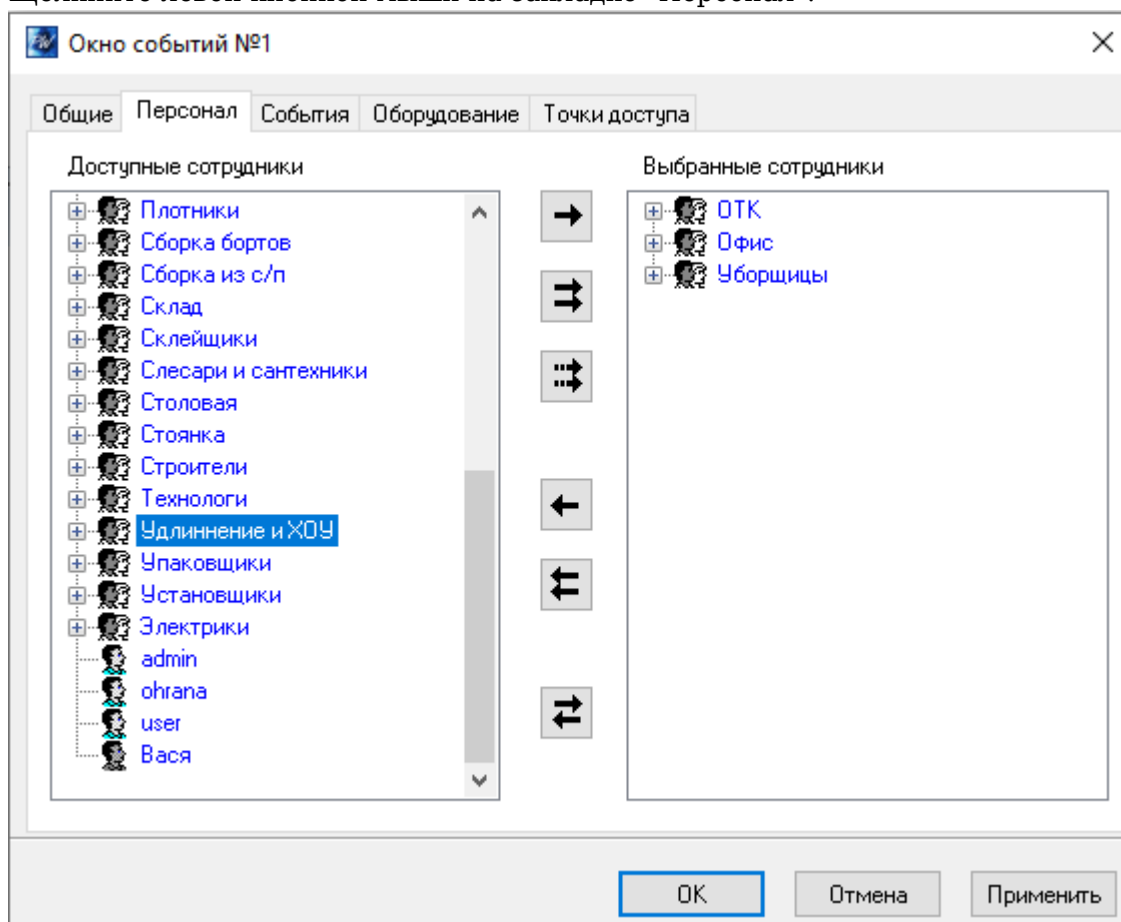 Окно событий №1
Общие Персонал События Оборудование Точки доступа
Доступные сотрудники
Выбранные сотрудники
Плотники
Сборка бортов
Сборка из с/п
Склад
Склейщики
Слесари и сантехники
Столовая
Стоянка
Строители
Технологи
Удлиннение и ХОУ
Упаковщики
Установщики
Электрики
admin
ohrana
user
Вася
ОТК
Офис
Уборщицы
OK Отмена Применить